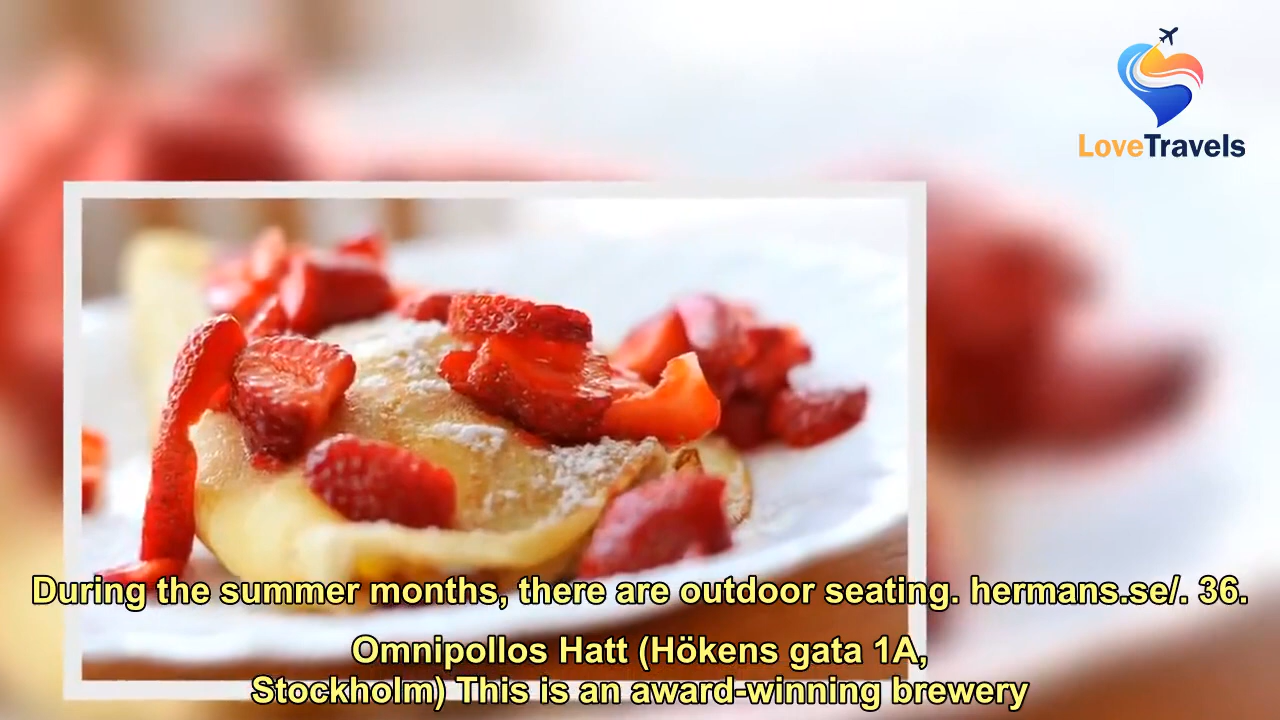 LoveTravels
During the summer months, there are outdoor seating. hermans.se/. 36.
Omnipollos Hatt (Hökens gata 1A,
Stockholm) This is an award-winning brewery